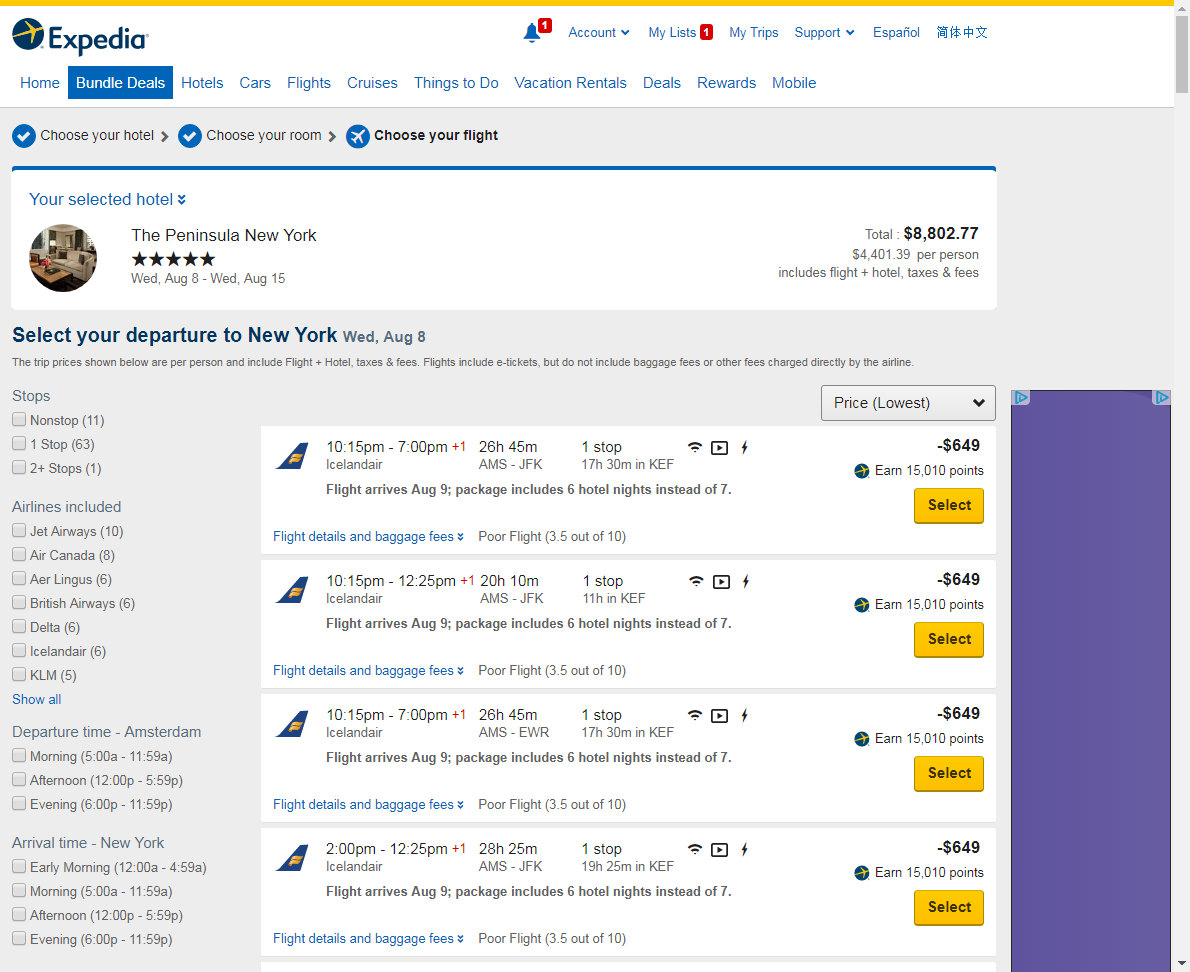 Expedia
1
Account
My Lists 1
My Trips
Support
Español
简体中文
Home
Bundle Deals
Hotels
Cars
Flights
Cruises
Things to Do
Vacation Rentals
Deals
Rewards
Mobile
Choose your hotel
Choose your room
Choose your flight
Your selected hotel
The Peninsula New York
Wed, Aug 8 - Wed, Aug 15
Total : $8,802.77
$4,401.39 per person
includes flight + hotel, taxes & fees
Select your departure to New York Wed, Aug 8
The trip prices shown below are per person and include Flight + Hotel, taxes & fees. Flights include e-tickets, but do not include baggage fees or other fees charged directly by the airline.
Stops
Nonstop (11)
1 Stop (63)
2+ Stops (1)
Airlines included
Jet Airways (10)
Air Canada (8)
Aer Lingus (6)
British Airways (6)
Delta (6)
Icelandair (6)
KLM (5)
Show all
Departure time - Amsterdam
Morning (5:00a - 11:59a)
Afternoon (12:00p - 5:59p)
Evening (6:00p - 11:59p)
Arrival time - New York
Early Morning (12:00a - 4:59a)
Morning (5:00a - 11:59a)
Afternoon (12:00p - 5:59p)
Evening (6:00p - 11:59p)
Price (Lowest)
10:15pm - 7:00pm +1 26h 45m 1 stop -$649
Icelandair AMS - JFK 17h 30m in KEF Earn 15,010 points
Flight arrives Aug 9; package includes 6 hotel nights instead of 7.
Select
Flight details and baggage fees Poor Flight (3.5 out of 10)
10:15pm - 12:25pm +1 20h 10m 1 stop -$649
Icelandair AMS - JFK 11h in KEF Earn 15,010 points
Flight arrives Aug 9; package includes 6 hotel nights instead of 7.
Select
Flight details and baggage fees Poor Flight (3.5 out of 10)
10:15pm - 7:00pm +1 26h 45m 1 stop -$649
Icelandair AMS - EWR 17h 30m in KEF Earn 15,010 points
Flight arrives Aug 9; package includes 6 hotel nights instead of 7.
Select
Flight details and baggage fees Poor Flight (3.5 out of 10)
2:00pm - 12:25pm +1 28h 25m 1 stop -$649
Icelandair AMS - JFK 19h 25m in KEF Earn 15,010 points
Flight arrives Aug 9; package includes 6 hotel nights instead of 7.
Select
Flight details and baggage fees Poor Flight (3.5 out of 10)